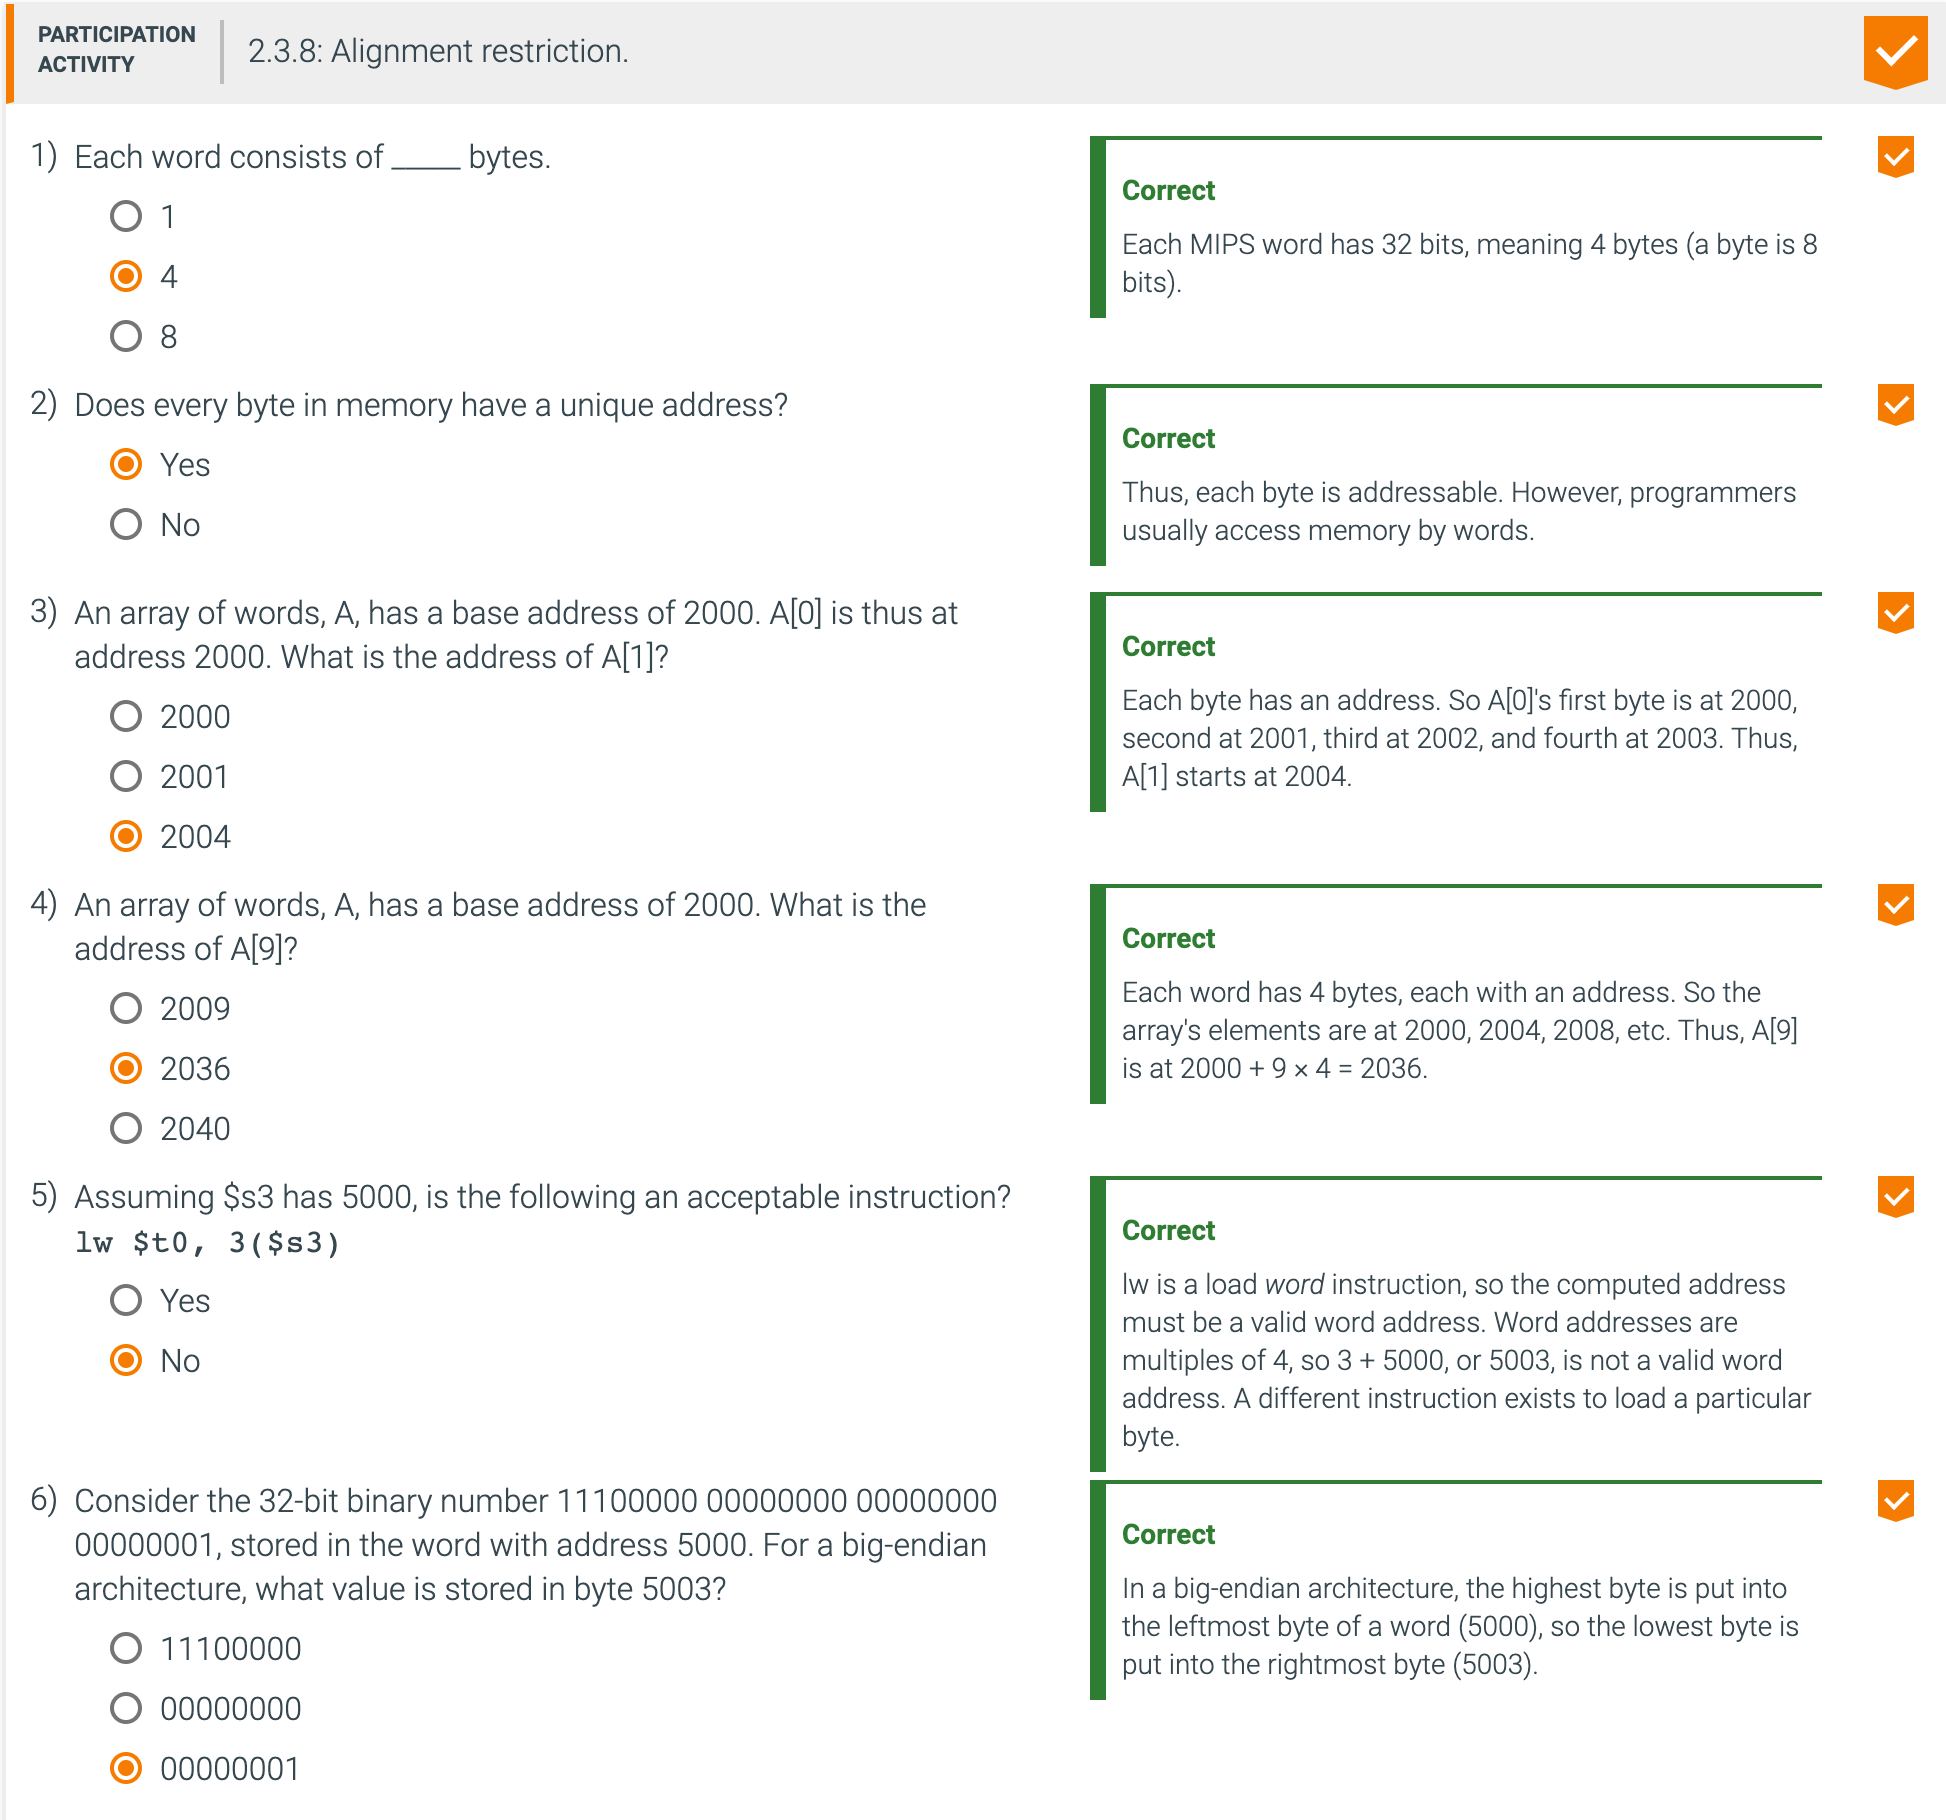 PARTICIPATION
ACTIVITY
2.3.8: Alignment restriction.
1) Each word consists of ____ bytes.
1
4
8
Correct
Each MIPS word has 32 bits, meaning 4 bytes (a byte is 8
bits).
2) Does every byte in memory have a unique address?
Yes
No
Correct
Thus, each byte is addressable. However, programmers
usually access memory by words.
3) An array of words, A, has a base address of 2000. A[0] is thus at
address 2000. What is the address of A[1]?
2000
2001
2004
Correct
Each byte has an address. So A[0]'s first byte is at 2000,
second at 2001, third at 2002, and fourth at 2003. Thus,
A[1] starts at 2004.
4) An array of words, A, has a base address of 2000. What is the
address of A[9]?
2009
2036
2040
Correct
Each word has 4 bytes, each with an address. So the
array's elements are at 2000, 2004, 2008, etc. Thus, A[9]
is at 2000 + 9 × 4 = 2036.
5) Assuming $s3 has 5000, is the following an acceptable instruction?
lw $t0, 3($s3)
Yes
No
Correct
lw is a load word instruction, so the computed address
must be a valid word address. Word addresses are
multiples of 4, so 3 + 5000, or 5003, is not a valid word
address. A different instruction exists to load a particular
byte.
6) Consider the 32-bit binary number 11100000 00000000 00000000
00000001, stored in the word with address 5000. For a big-endian
architecture, what value is stored in byte 5003?
11100000
00000000
00000001
Correct
In a big-endian architecture, the highest byte is put into
the leftmost byte of a word (5000), so the lowest byte is
put into the rightmost byte (5003).